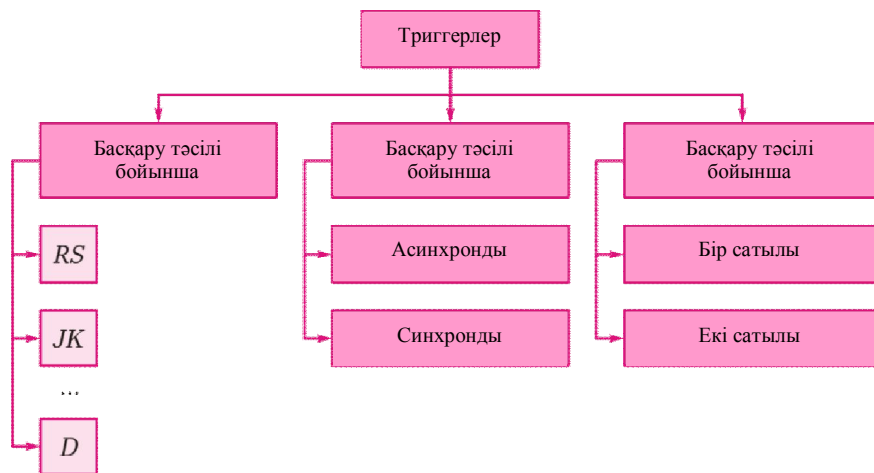 Триггерлер
Басқару тәсілі
бойынша
RS
JK
...
D
Басқару тәсілі
бойынша
Асинхронды
Синхронды
Басқару тәсілі
бойынша
Бір сатылы
Екі сатылы